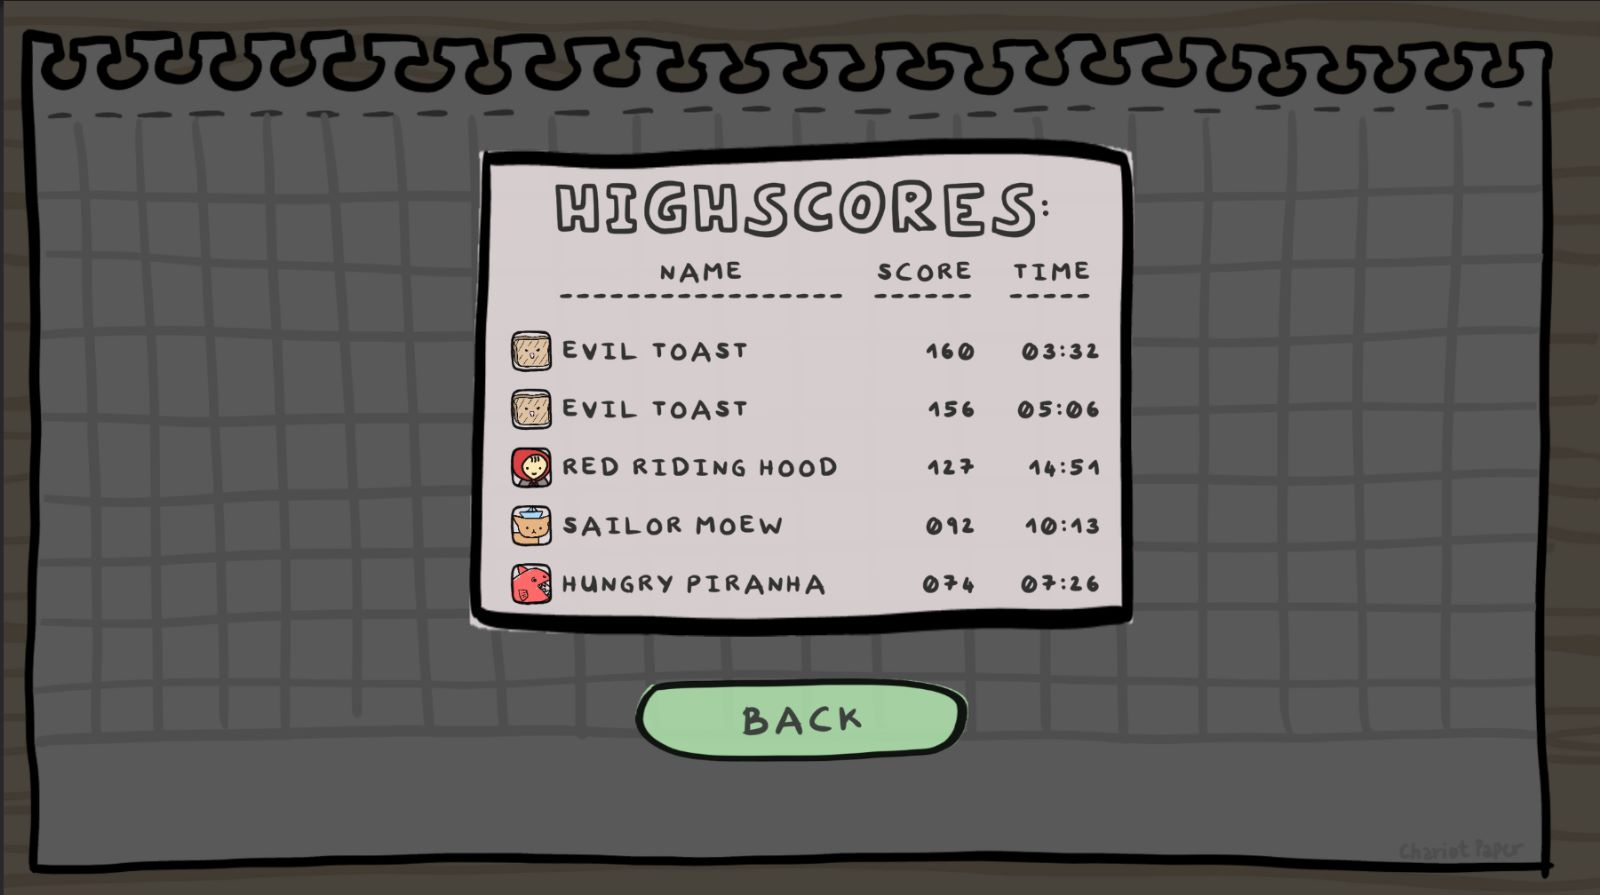 HIGHSCORES:
NAME SCORE TIME
EVIL TOAST 160 03:32
EVIL TOAST 156 05:06
RED RIDING HOOD 127 14:51
SAILOR MOEW 092 10:13
HUNGRY PIRANHA 074 07:26
BACK
Chariot Paper